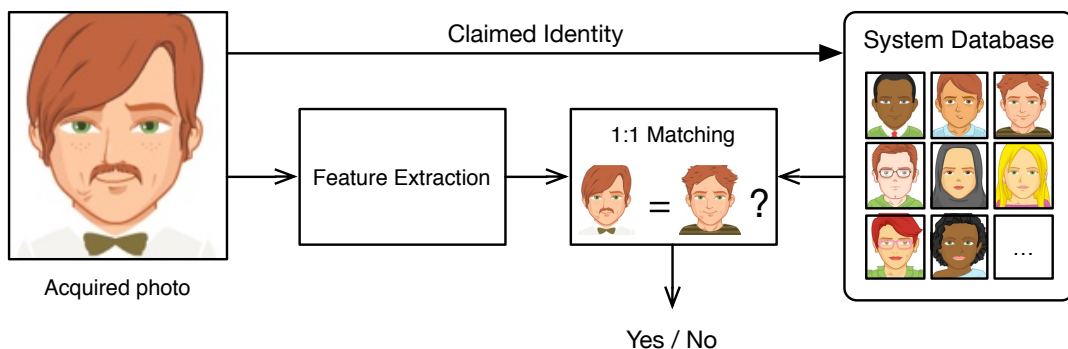 Claimed Identity
System Database
1:1 Matching
Feature Extraction
= ?
...
Acquired photo
Yes / No